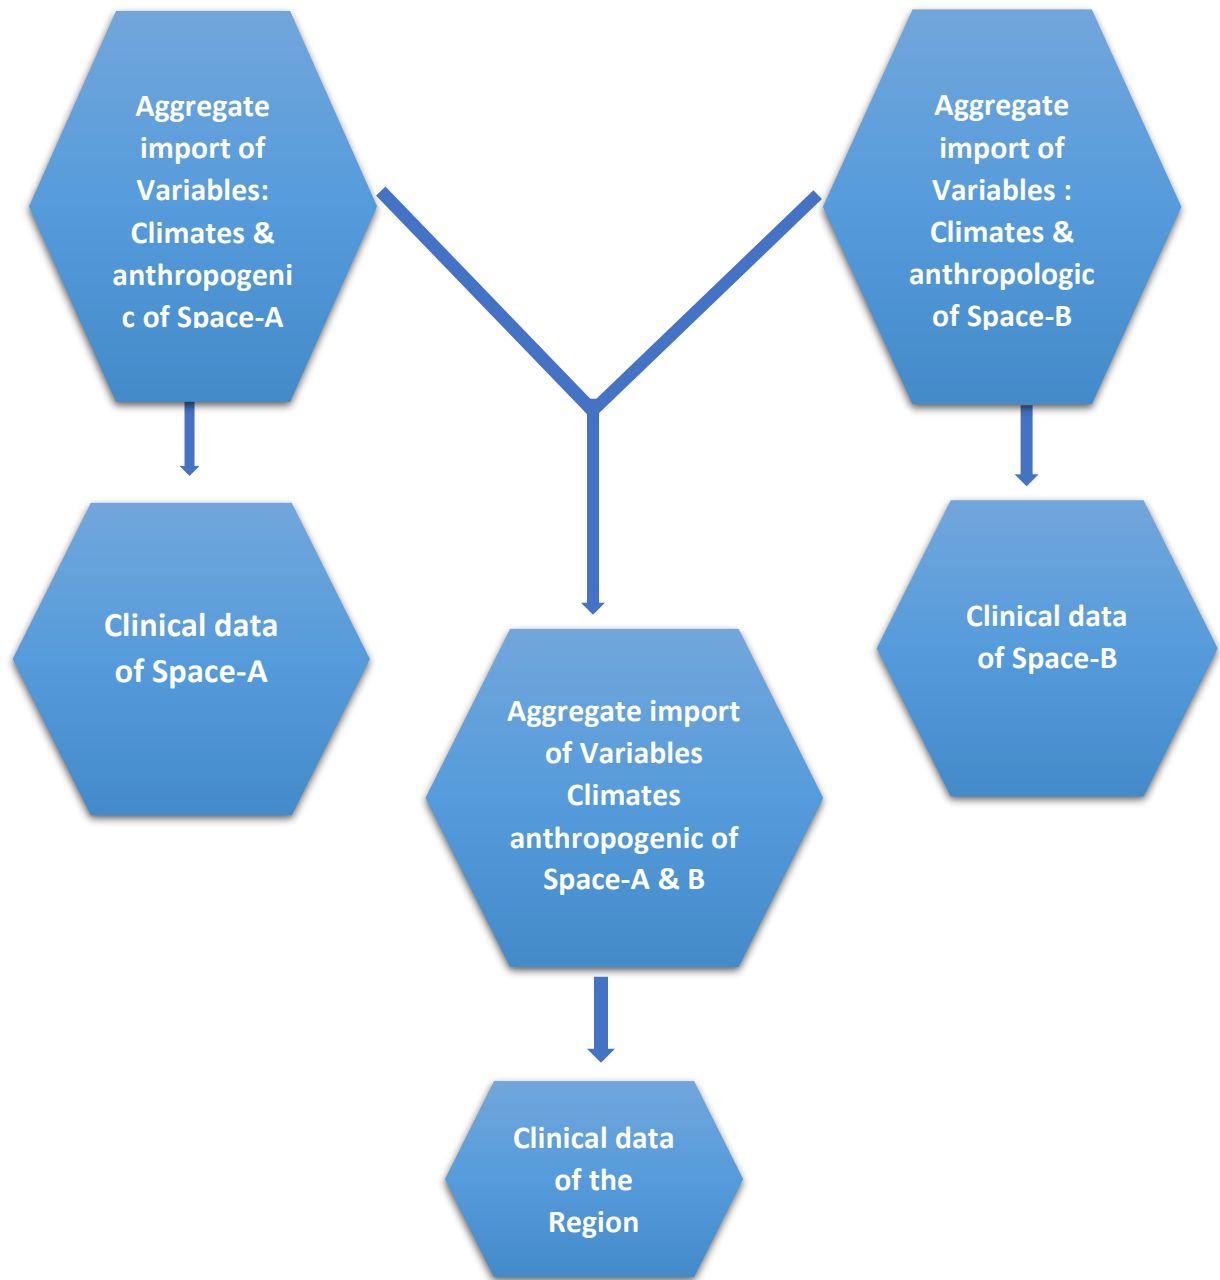 Aggregate
import of
Variables:
Climates &
anthropogeni
c of Space-A
Aggregate
import of
Variables :
Climates &
anthropologic
of Space-B
Clinical data
of Space-A
Clinical data
of Space-B
Aggregate import
of Variables
Climates
anthropogenic of
Space-A & B
Clinical data
of the
Region